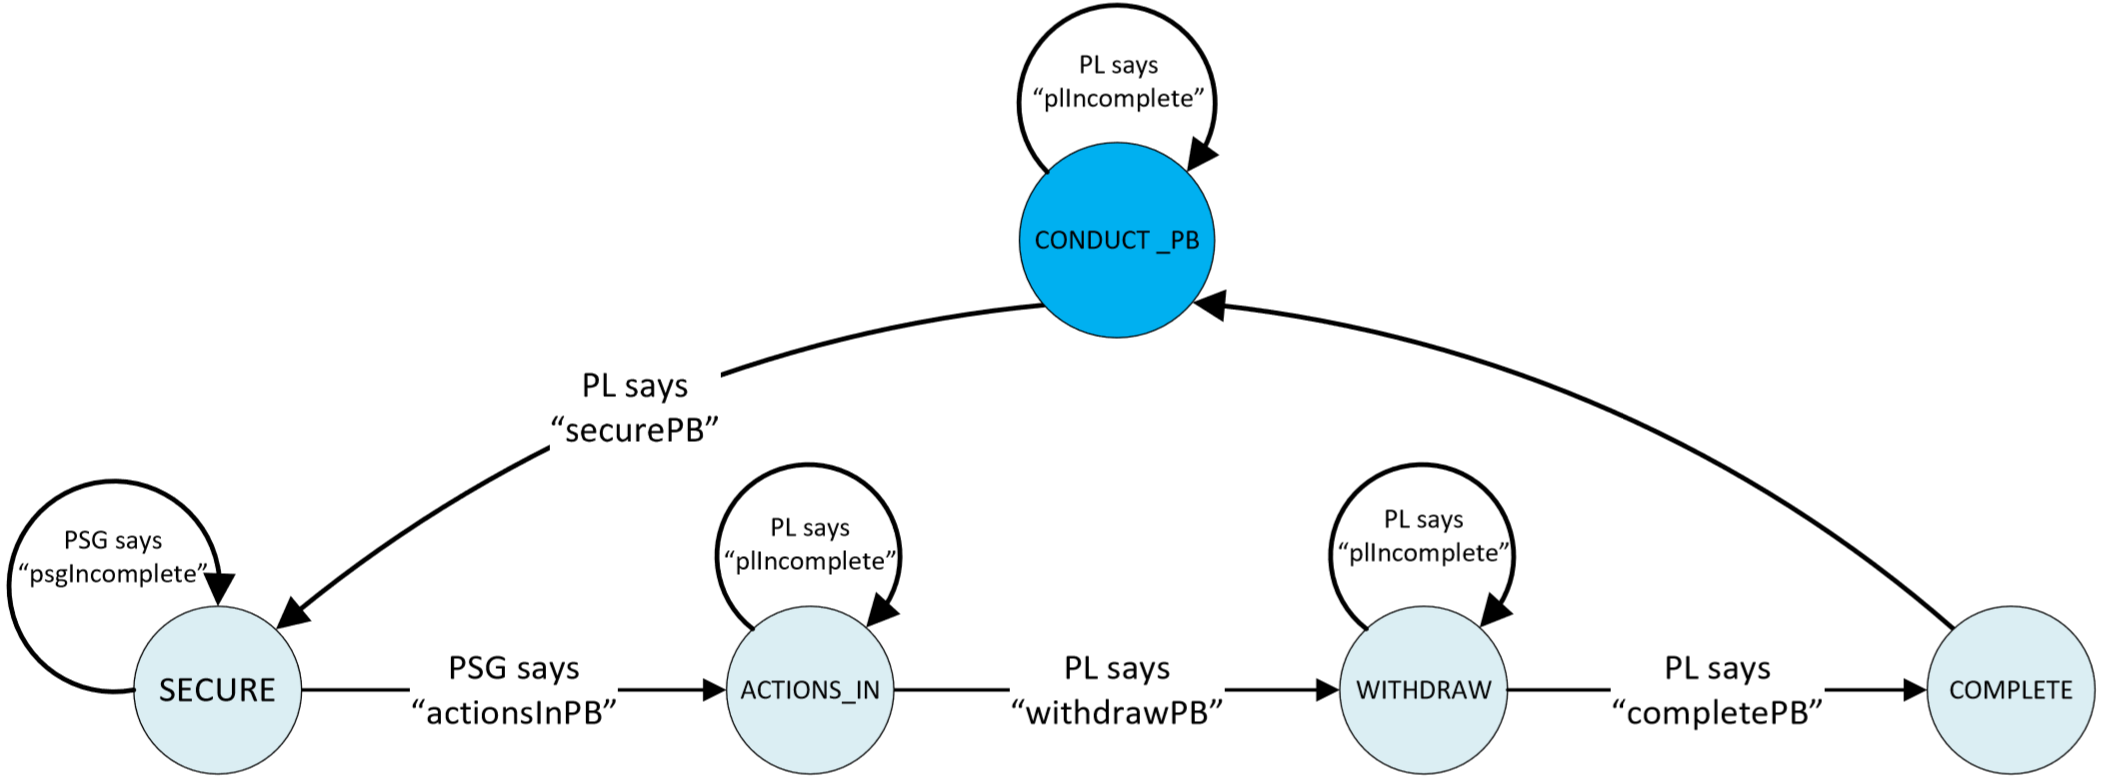 PL says
“plIncomplete”
CONDUCT _PB
PL says
“securePB”
PSG says
“psgIncomplete”
PL says
“plIncomplete”
PL says
“plIncomplete”
SECURE
PSG says
“actionsInPB”
ACTIONS_IN
PL says
“withdrawPB”
WITHDRAW
PL says
“completePB”
COMPLETE